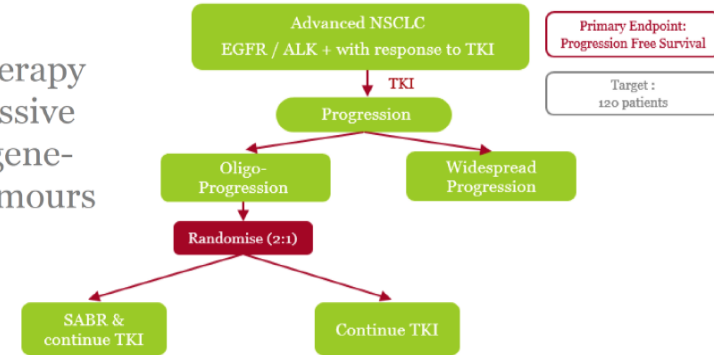 erapy
ssive
gene-
mours
Advanced NSCLC
EGFR / ALK + with response to TKI
TKI
Progression
Oligo-
Progression
Widespread
Progression
Randomise (2:1)
SABR &
continue TKI
Continue TKI
Primary Endpoint:
Progression Free Survival
Target :
120 patients